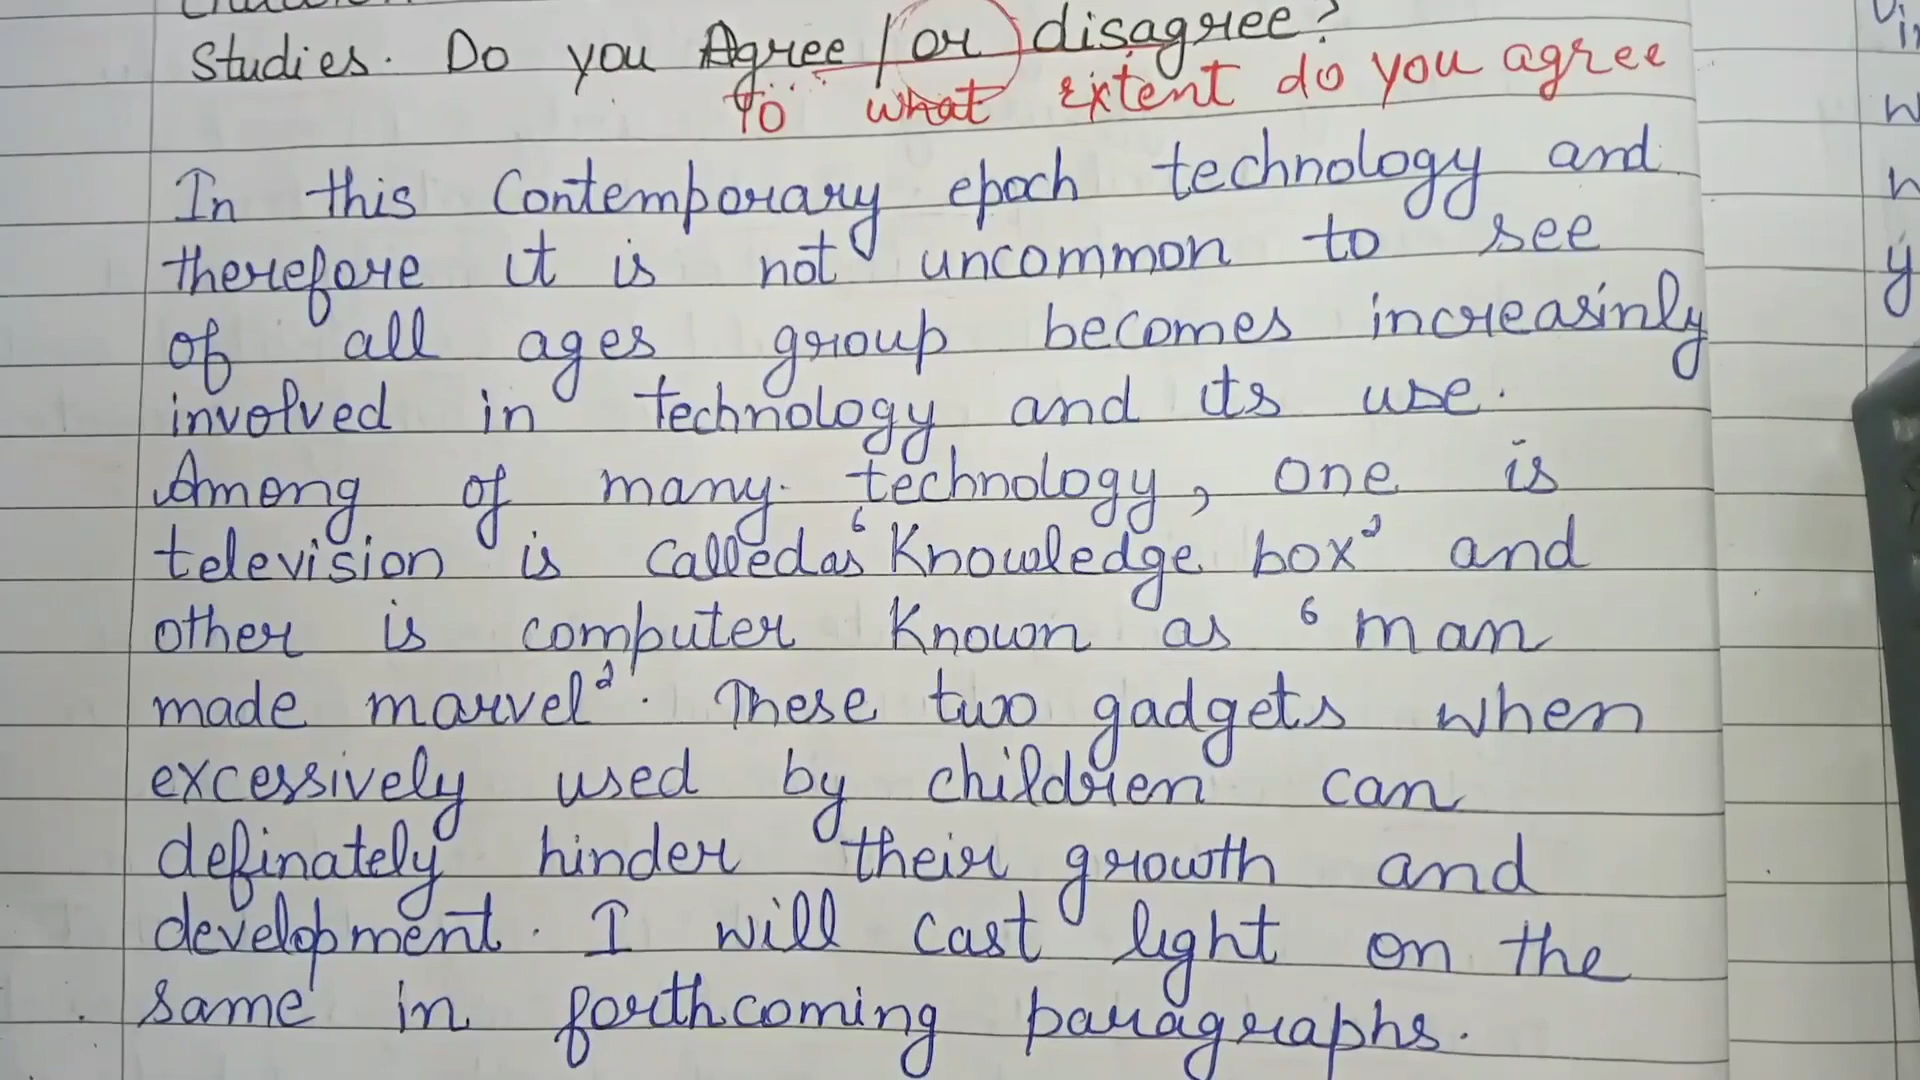 Studies. Do you Agree / or disagree?
To what extent do you agree
In this Contemporary epoch technology and
therefore it is not uncommon to see
of all ages group becomes increasinly
involved in technology and its use.
Among of many technology, one is
television is called as 'Knowledge box' and
other is computer Known as 'man
made marvel'. These two gadgets when
excessively used by children can
definately hinder their growth and
development. I will cast light on the
same in forthcoming paragraphs.